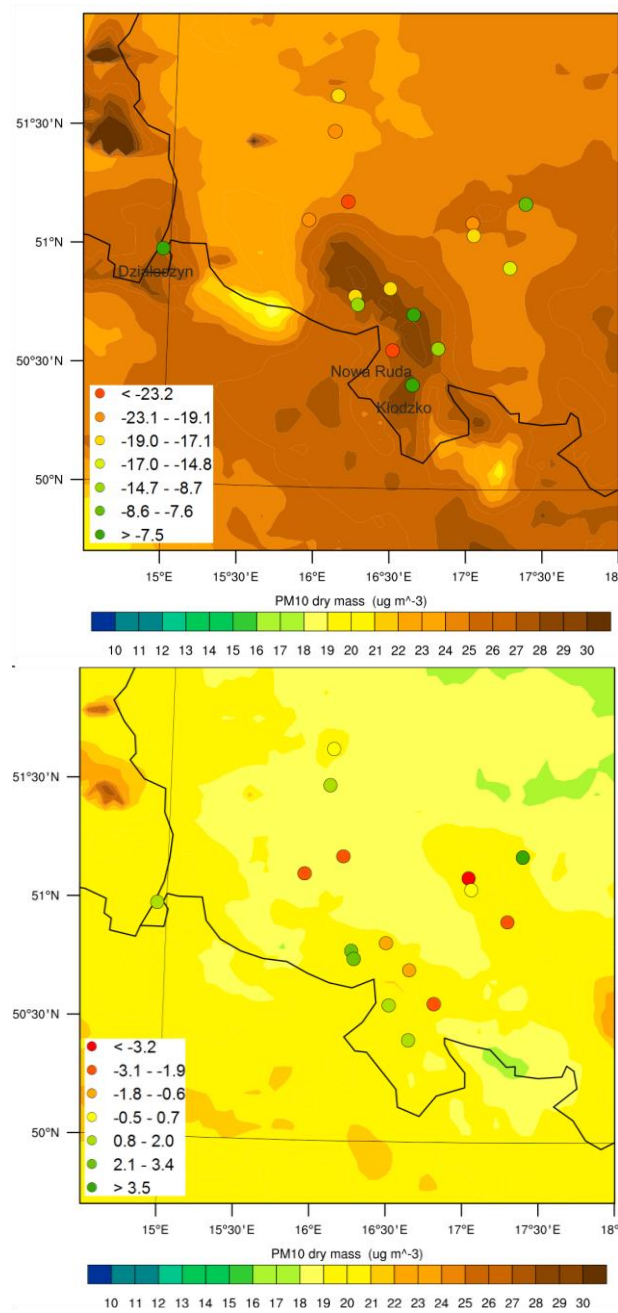 51°30'N
51°N
50°30'N
50°N
Działoszyn
Nowa Ruda
Kłodzko
< -23.2
-23.1 - -19.1
-19.0 - -17.1
-17.0 - -14.8
-14.7 - -8.7
-8.6 - -7.6
> -7.5
15°E 15°30'E 16°E 16°30'E 17°E 17°30'E 18
PM10 dry mass (ug m^-3)
10 11 12 13 14 15 16 17 18 19 20 21 22 23 24 25 26 27 28 29 30
51°30'N
51°N
50°30'N
50°N
< -3.2
-3.1 - -1.9
-1.8 - -0.6
-0.5 - 0.7
0.8 - 2.0
2.1 - 3.4
> 3.5
15°E 15°30'E 16°E 16°30'E 17°E 17°30'E 18
PM10 dry mass (ug m^-3)
10 11 12 13 14 15 16 17 18 19 20 21 22 23 24 25 26 27 28 29 30